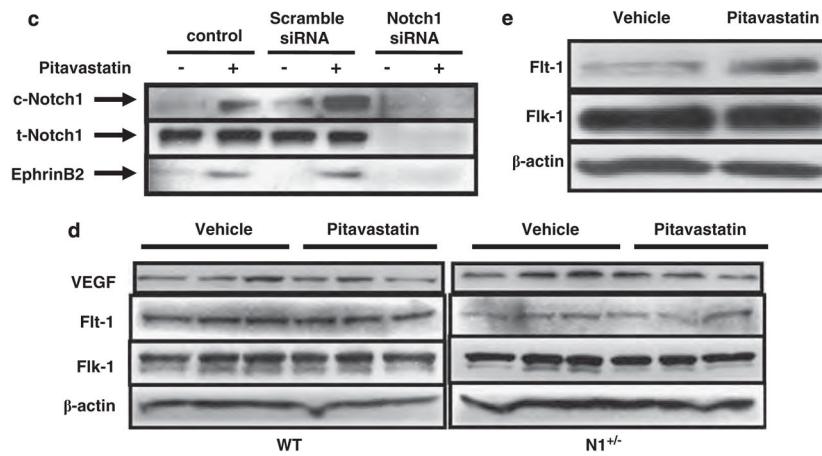 c
control Scramble siRNA Notch1 siRNA
Pitavastatin - + - + - +
c-Notch1
t-Notch1
EphrinB2
e
Vehicle Pitavastatin
Flt-1
Flk-1
β-actin
d
Vehicle Pitavastatin Vehicle Pitavastatin
VEGF
Flt-1
Flk-1
β-actin
WT N1+/-